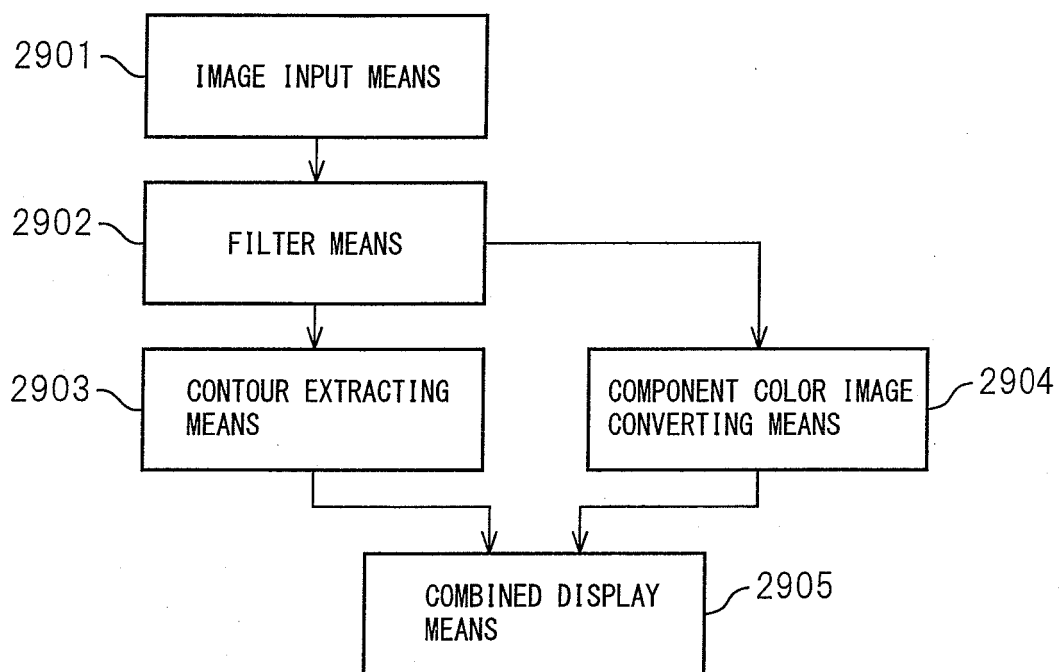 2901
IMAGE INPUT MEANS
2902
FILTER MEANS
2903
CONTOUR EXTRACTING
MEANS
COMPONENT COLOR IMAGE
CONVERTING MEANS
2904
COMBINED DISPLAY
MEANS
2905